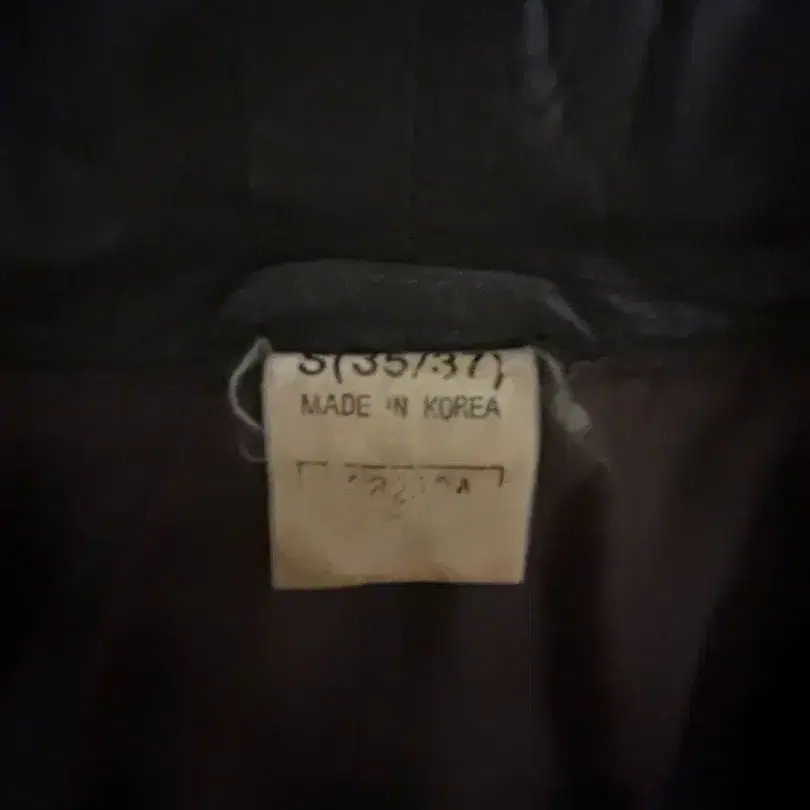 S(35/37)
MADE IN KOREA